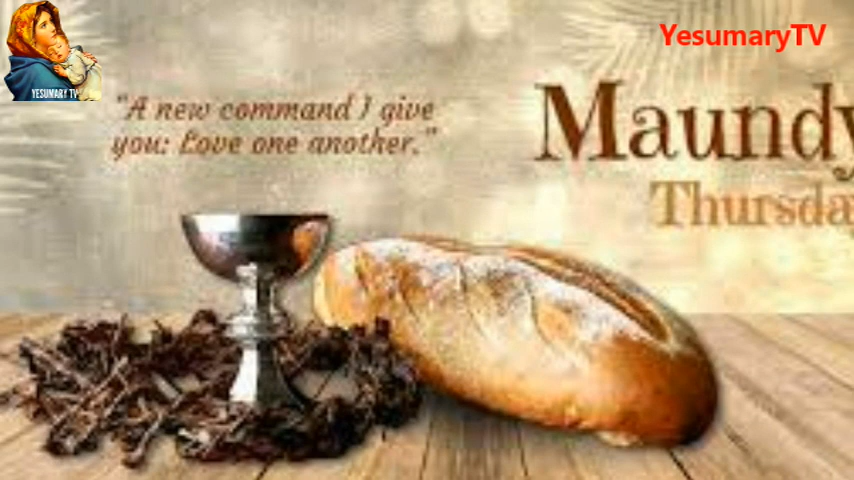 YesumaryTV
YESUMARY TV
"A new command I give
you: Love one another."
Maundy
Thursda